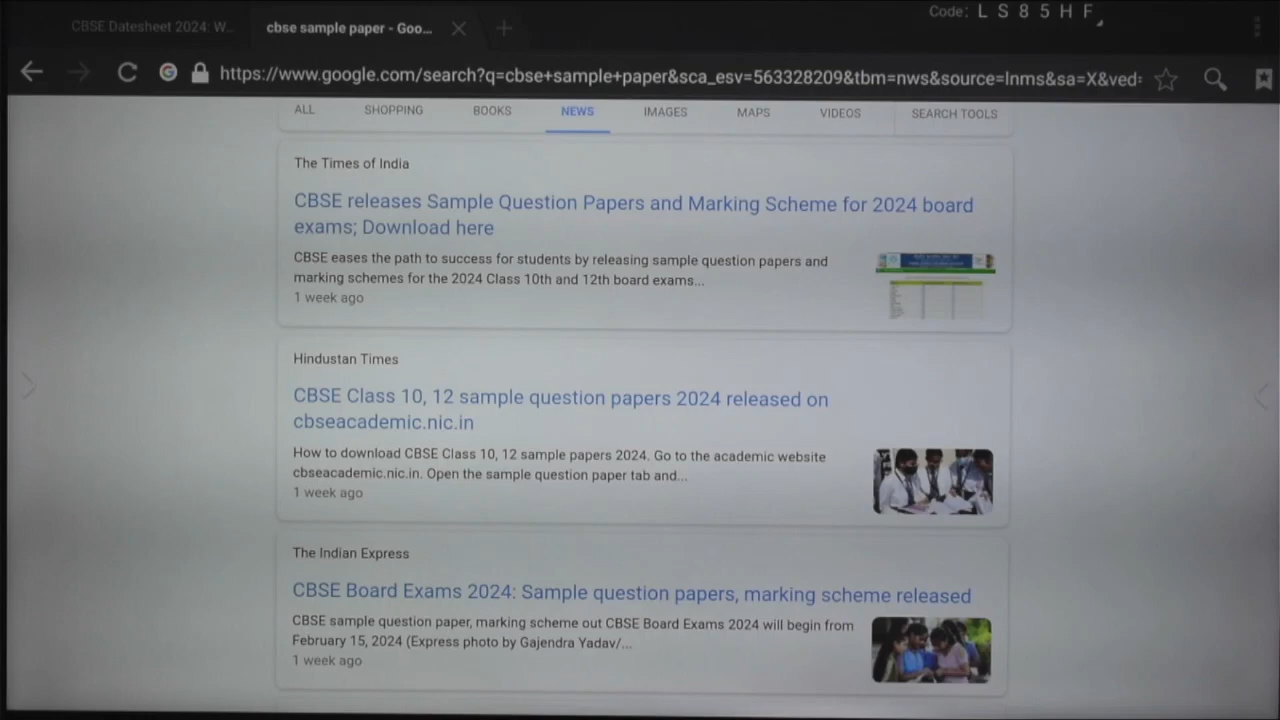 CBSE Datesheet 2024: W...
cbse sample paper - Goo...
Code: L S 8 5 H F
https://www.google.com/search?q=cbse+sample+paper&sca_esv=563328209&tbm=nws&source=lnms&sa=X&ved=
ALL SHOPPING BOOKS NEWS IMAGES MAPS VIDEOS SEARCH TOOLS
The Times of India
CBSE releases Sample Question Papers and Marking Scheme for 2024 board
exams; Download here
CBSE eases the path to success for students by releasing sample question papers and
marking schemes for the 2024 Class 10th and 12th board exams...
1 week ago
Hindustan Times
CBSE Class 10, 12 sample question papers 2024 released on
cbseacademic.nic.in
How to download CBSE Class 10, 12 sample papers 2024. Go to the academic website
cbseacademic.nic.in. Open the sample question paper tab and...
1 week ago
The Indian Express
CBSE Board Exams 2024: Sample question papers, marking scheme released
CBSE sample question paper, marking scheme out CBSE Board Exams 2024 will begin from
February 15, 2024 (Express photo by Gajendra Yadav/...
1 week ago